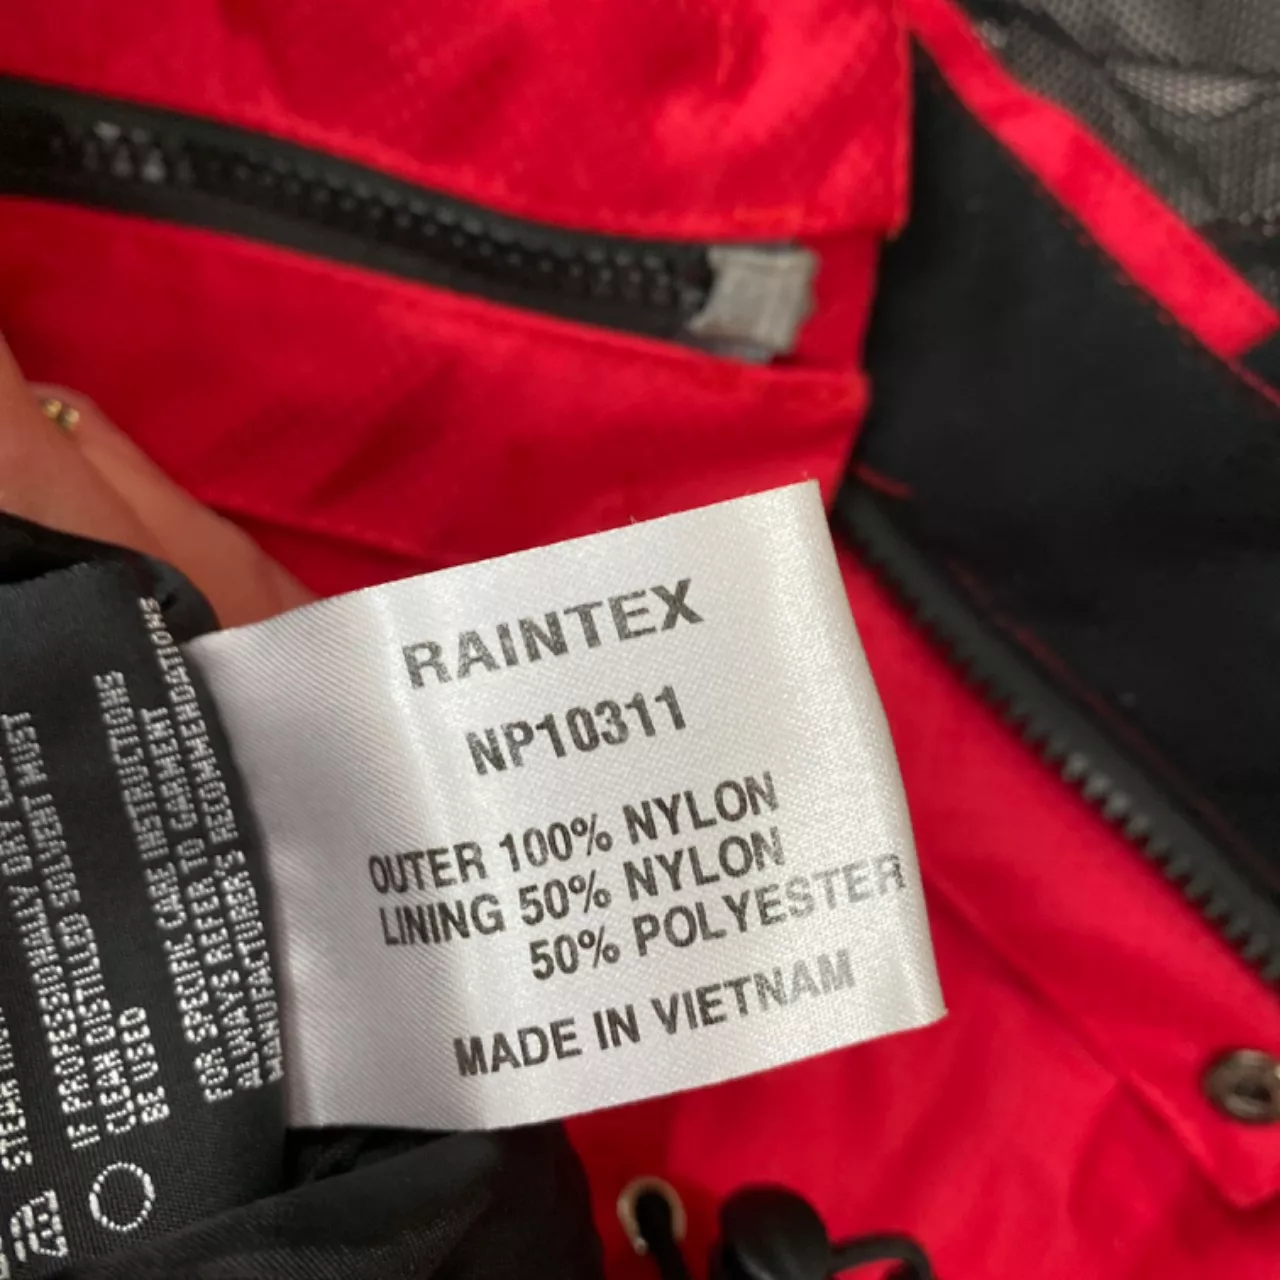 RAINTEX
NP10311
OUTER 100% NYLON
LINING 50% NYLON
50% POLYESTER
MADE IN VIETNAM
IF PROFESSIONALLY DRY
CLEAN DISTILLED SOLVENT MUST
BE USED
FOR SPECIFIC CARE INSTRUCTIONS
ALWAYS REFER TO GARMENT
MANUFACTURER'S RECOMMENDATIONS